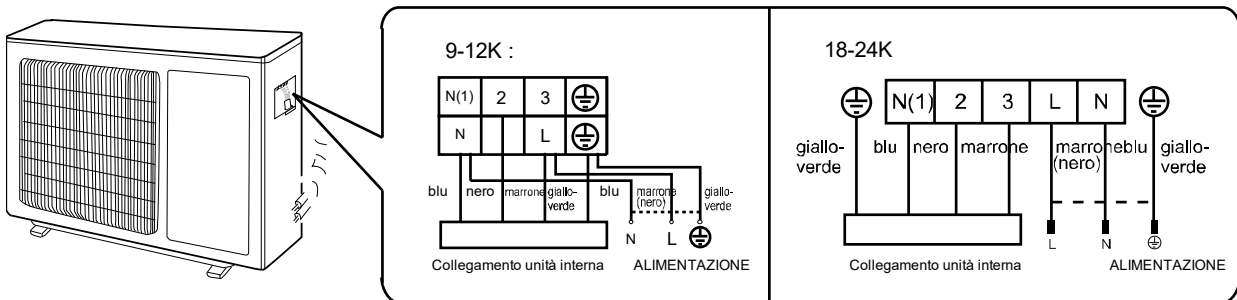 9-12K :
N(1) 2 3
N L
blu nero marrone giallo-verde blu marrone (nero) giallo-verde
N L
Collegamento unità interna ALIMENTAZIONE
18-24K
N(1) 2 3 L N
giallo-verde blu nero marrone marrone (nero) blu giallo-verde
L N
Collegamento unità interna ALIMENTAZIONE